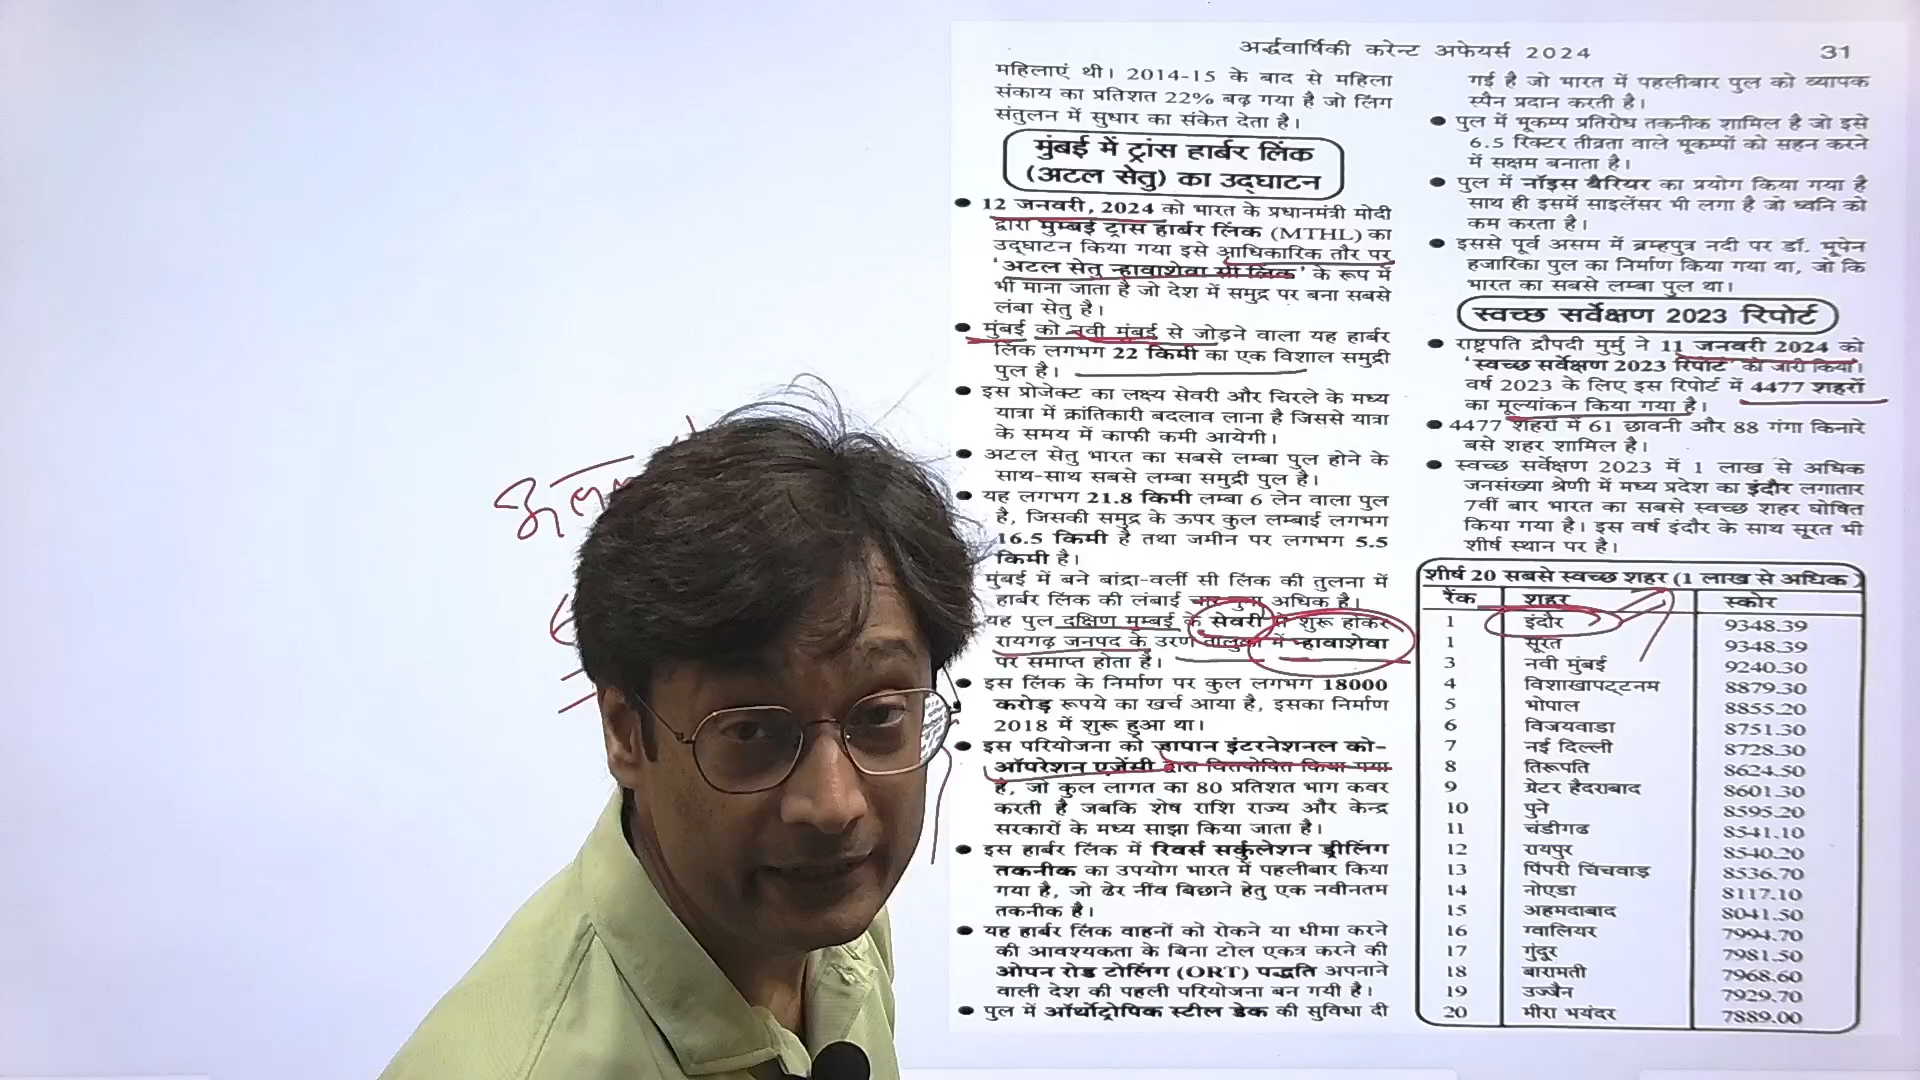 अर्द्धवार्षिकी करेन्ट अफेयर्स 2024
31
महिलाएं थी। 2014-15 के बाद से महिला
संकाय का प्रतिशत 22% बढ़ गया है जो लिंग
संतुलन में सुधार का संकेत देता है।
मुंबई में ट्रांस हार्बर लिंक
(अटल सेतु) का उद्घाटन
● 12 जनवरी, 2024 को भारत के प्रधानमंत्री मोदी
द्वारा मुम्बई ट्रास हार्बर लिंक (MTHL) का
उद्घाटन किया गया इसे आधिकारिक तौर पर
'अटल सेतु न्हावाशेवा सी लिंक' के रूप में
भी माना जाता है जो देश में समुद्र पर बना सबसे
लंबा सेतु है।
● मुंबई को नवी मुंबई से जोड़ने वाला यह हार्बर
लिंक लगभग 22 किमी का एक विशाल समुद्री
पुल है।
● इस प्रोजेक्ट का लक्ष्य सेवरी और चिरले के मध्य
यात्रा में क्रांतिकारी बदलाव लाना है जिससे यात्रा
के समय में काफी कमी आयेगी।
● अटल सेतु भारत का सबसे लम्बा पुल होने के
साथ-साथ सबसे लम्बा समुद्री पुल है।
● यह लगभग 21.8 किमी लम्बा 6 लेन वाला पुल
है, जिसकी समुद्र के ऊपर कुल लम्बाई लगभग
16.5 किमी है तथा जमीन पर लगभग 5.5
किमी है।
मुंबई में बने बांद्रा-वर्ली सी लिंक की तुलना में
हार्बर लिंक की लंबाई चार गुना अधिक है।
यह पुल दक्षिण मुम्बई के सेवरी से शुरू होकर
रायगढ़ जनपद के उरण तालुका में न्हावाशेवा
पर समाप्त होता है।
● इस लिंक के निर्माण पर कुल लगभग 18000
करोड़ रूपये का खर्च आया है, इसका निर्माण
2018 में शुरू हुआ था।
● इस परियोजना को जापान इंटरनेशनल को-
ऑपरेशन एजेंसी द्वारा वित्तपोषित किया गया
है, जो कुल लागत का 80 प्रतिशत भाग कवर
करती है जबकि शेष राशि राज्य और केन्द्र
सरकारों के मध्य साझा किया जाता है।
● इस हार्बर लिंक में रिवर्स सर्कुलेशन ड्रीलिंग
तकनीक का उपयोग भारत में पहलीबार किया
गया है, जो ढेर नींव बिछाने हेतु एक नवीनतम
तकनीक है।
● यह हार्बर लिंक वाहनों को रोकने या धीमा करने
की आवश्यकता के बिना टोल एकत्र करने की
ओपन रोड टोलिंग (ORT) पद्धति अपनाने
वाली देश की पहली परियोजना बन गयी है।
● पुल में ऑर्थोट्रोपिक स्टील डेक की सुविधा दी
गई है जो भारत में पहलीबार पुल को व्यापक
स्पैन प्रदान करती है।
● पुल में भूकम्प प्रतिरोध तकनीक शामिल है जो इसे
6.5 रिक्टर तीव्रता वाले भूकम्पों को सहन करने
में सक्षम बनाता है।
● पुल में नॉइस बैरियर का प्रयोग किया गया है
साथ ही इसमें साइलेंसर भी लगा है जो ध्वनि को
कम करता है।
● इससे पूर्व असम में ब्रम्हपुत्र नदी पर डॉ. भूपेन
हजारिका पुल का निर्माण किया गया था, जो कि
भारत का सबसे लम्बा पुल था।
स्वच्छ सर्वेक्षण 2023 रिपोर्ट
● राष्ट्रपति द्रौपदी मुर्मु ने 11 जनवरी 2024 को
'स्वच्छ सर्वेक्षण 2023 रिपोर्ट' को जारी किया।
वर्ष 2023 के लिए इस रिपोर्ट में 4477 शहरों
का मूल्यांकन किया गया है।
● 4477 शहरों में 61 छावनी और 88 गंगा किनारे
बसे शहर शामिल है।
● स्वच्छ सर्वेक्षण 2023 में 1 लाख से अधिक
जनसंख्या श्रेणी में मध्य प्रदेश का इंदौर लगातार
7वीं बार भारत का सबसे स्वच्छ शहर घोषित
किया गया है। इस वर्ष इंदौर के साथ सूरत भी
शीर्ष स्थान पर है।
शीर्ष 20 सबसे स्वच्छ शहर (1 लाख से अधिक )
रैंक शहर स्कोर
1 इंदौर 9348.39
1 सूरत 9348.39
3 नवी मुंबई 9240.30
4 विशाखापट्टनम 8879.30
5 भोपाल 8855.20
6 विजयवाडा 8751.30
7 नई दिल्ली 8728.30
8 तिरूपति 8624.50
9 ग्रेटर हैदराबाद 8601.30
10 पुने 8595.20
11 चंडीगढ 8541.10
12 रायपुर 8540.20
13 पिंपरी चिंचवाड़ 8536.70
14 नोएडा 8117.10
15 अहमदाबाद 8041.50
16 ग्वालियर 7994.70
17 गुंदूर 7981.50
18 बारामती 7968.60
19 उज्जैन 7929.70
20 मीरा भयंदर 7889.00